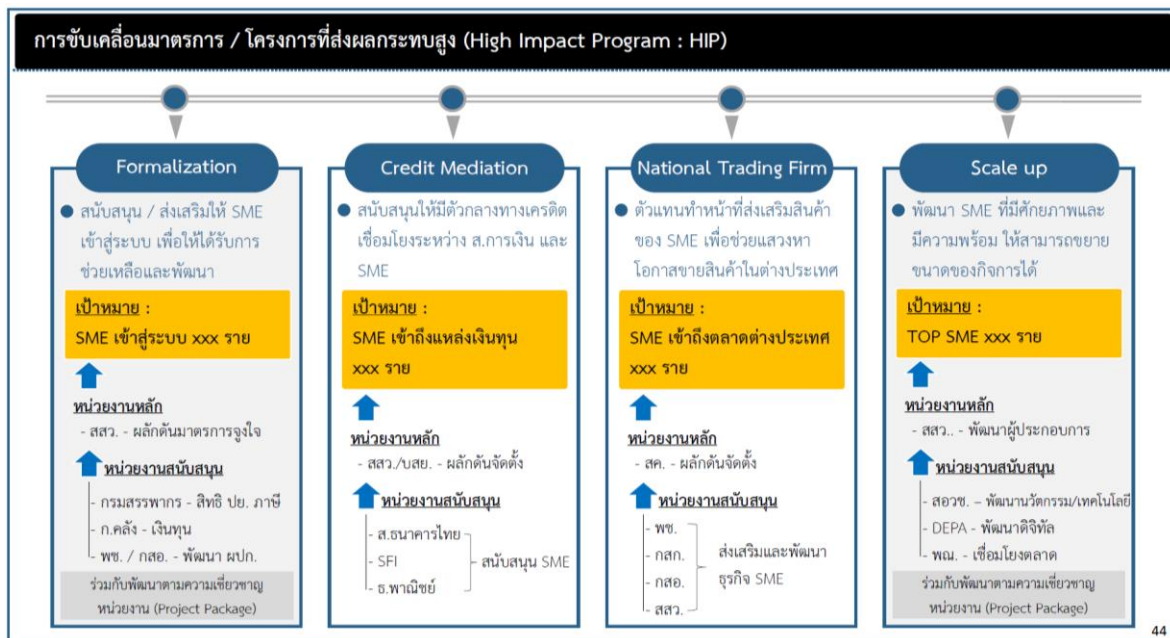 การขับเคลื่อนมาตรการ / โครงการที่ส่งผลกระทบสูง (High Impact Program : HIP)
Formalization
สนับสนุน / ส่งเสริมให้ SME
เข้าสู่ระบบ เพื่อให้ได้รับการ
ช่วยเหลือและพัฒนา
เป้าหมาย :
SME เข้าสู่ระบบ xxx ราย
หน่วยงานหลัก
- สสว. - ผลักดันมาตรการจูงใจ
หน่วยงานสนับสนุน
- กรมสรรพากร - สิทธิ ปย. ภาษี
- ก.คลัง - เงินทุน
- พช. / กสอ. - พัฒนา ผปก.
ร่วมกับพัฒนาตามความเชี่ยวชาญ
หน่วยงาน (Project Package)
Credit Mediation
สนับสนุนให้มีตัวกลางทางเครดิต
เชื่อมโยงระหว่าง ส.การเงิน และ
SME
เป้าหมาย :
SME เข้าถึงแหล่งเงินทุน
xxx ราย
หน่วยงานหลัก
- สสว./บสย. - ผลักดันจัดตั้ง
หน่วยงานสนับสนุน
- ส.ธนาคารไทย
- SFI
- ธ.พาณิชย์
สนับสนุน SME
National Trading Firm
ตัวแทนทำหน้าที่ส่งเสริมสินค้า
ของ SME เพื่อช่วยแสวงหา
โอกาสขายสินค้าในต่างประเทศ
เป้าหมาย :
SME เข้าถึงตลาดต่างประเทศ
xxx ราย
หน่วยงานหลัก
- สค. - ผลักดันจัดตั้ง
หน่วยงานสนับสนุน
- พช.
- กสก.
- กสอ.
- สสว.
ส่งเสริมและพัฒนา
ธุรกิจ SME
Scale up
พัฒนา SME ที่มีศักยภาพและ
มีความพร้อม ให้สามารถขยาย
ขนาดของกิจการได้
เป้าหมาย :
TOP SME xxx ราย
หน่วยงานหลัก
- สสว.. - พัฒนาผู้ประกอบการ
หน่วยงานสนับสนุน
- สอวช. – พัฒนานวัตกรรม/เทคโนโลยี
- DEPA - พัฒนาดิจิทัล
- พณ. - เชื่อมโยงตลาด
ร่วมกับพัฒนาตามความเชี่ยวชาญ
หน่วยงาน (Project Package)
44